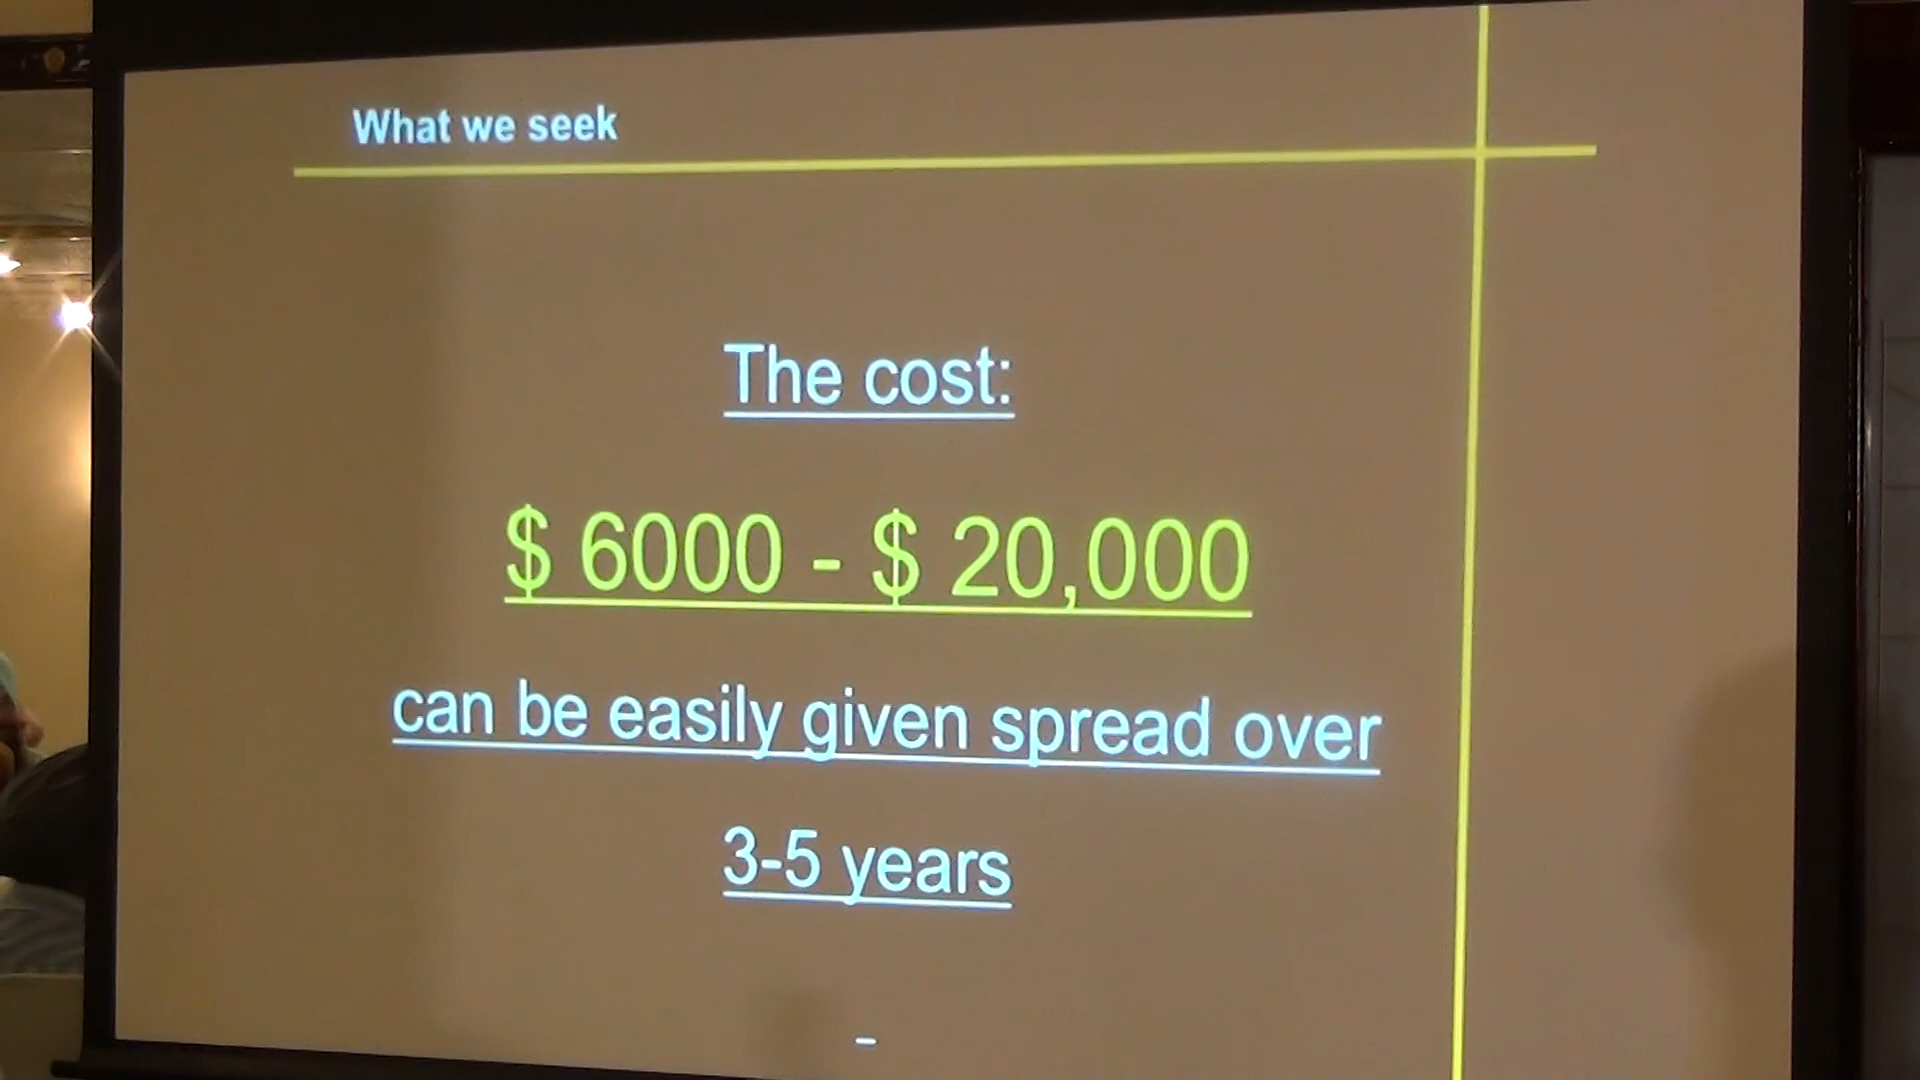 What we seek
The cost:
$ 6000 - $ 20,000
can be easily given spread over
3-5 years